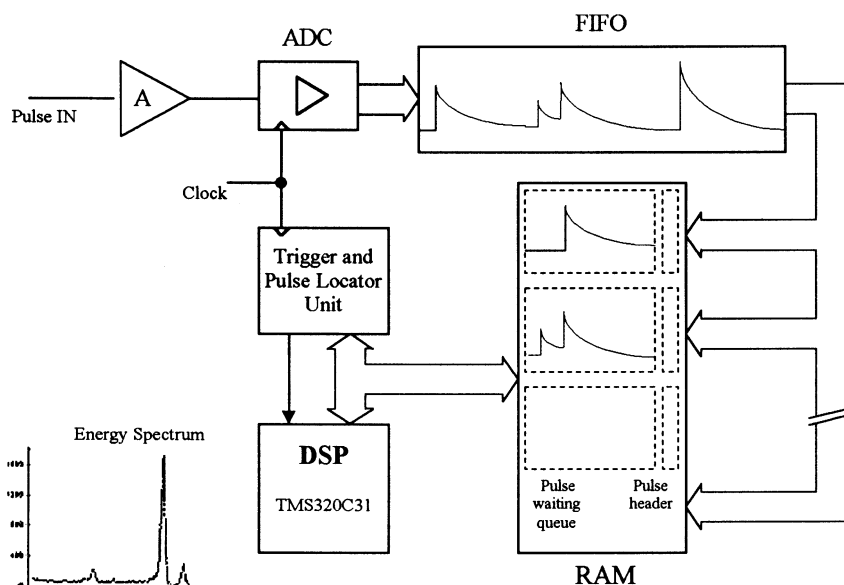 ADC
FIFO
A
Pulse IN
Clock
Trigger and
Pulse Locator
Unit
Energy Spectrum
DSP
TMS320C31
Pulse
waiting
queue
Pulse
header
RAM
1200